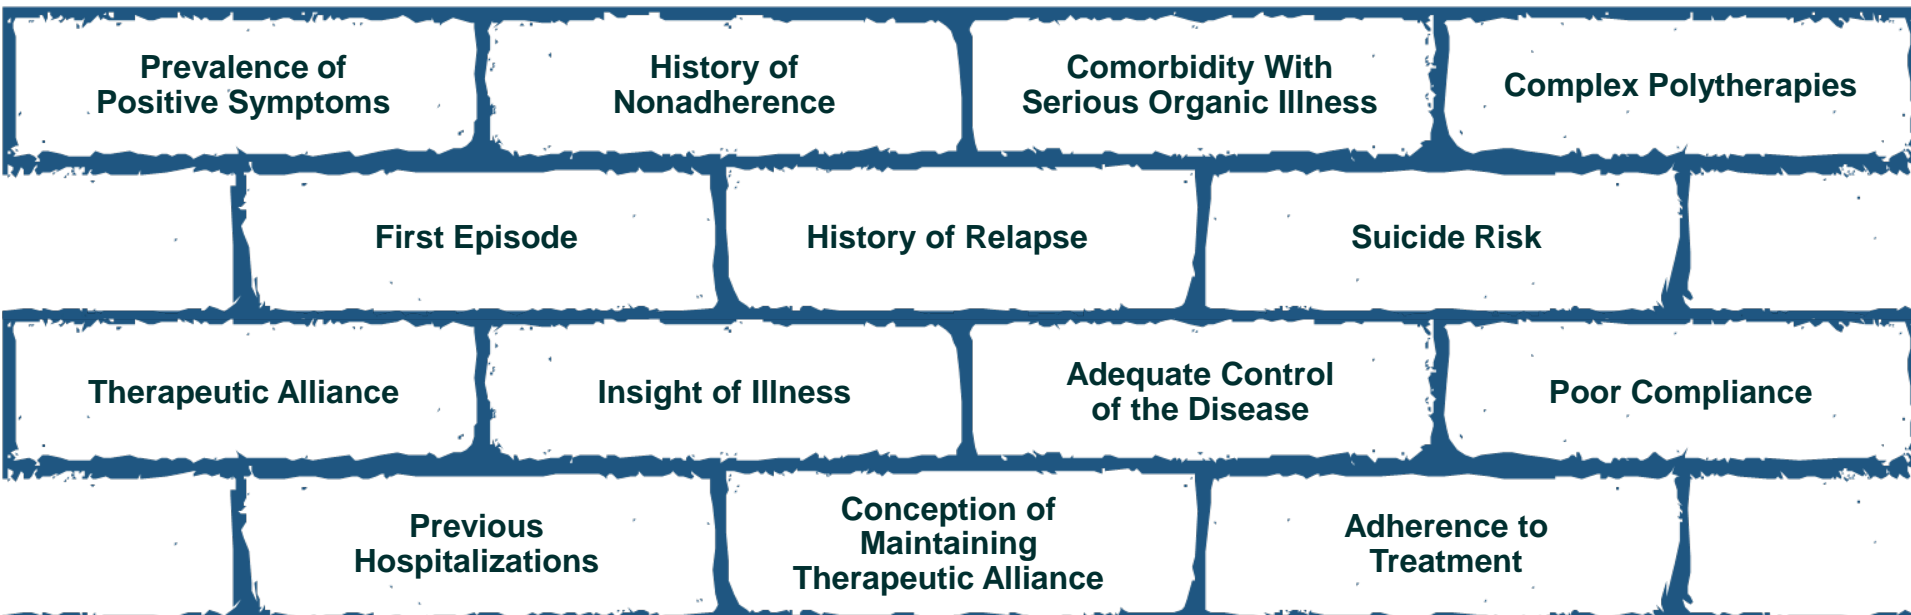 Prevalence of
Positive Symptoms
History of
Nonadherence
Comorbidity With
Serious Organic Illness
Complex Polytherapies
First Episode
History of Relapse
Suicide Risk
Therapeutic Alliance
Insight of Illness
Adequate Control
of the Disease
Poor Compliance
Previous
Hospitalizations
Conception of
Maintaining
Therapeutic Alliance
Adherence to
Treatment